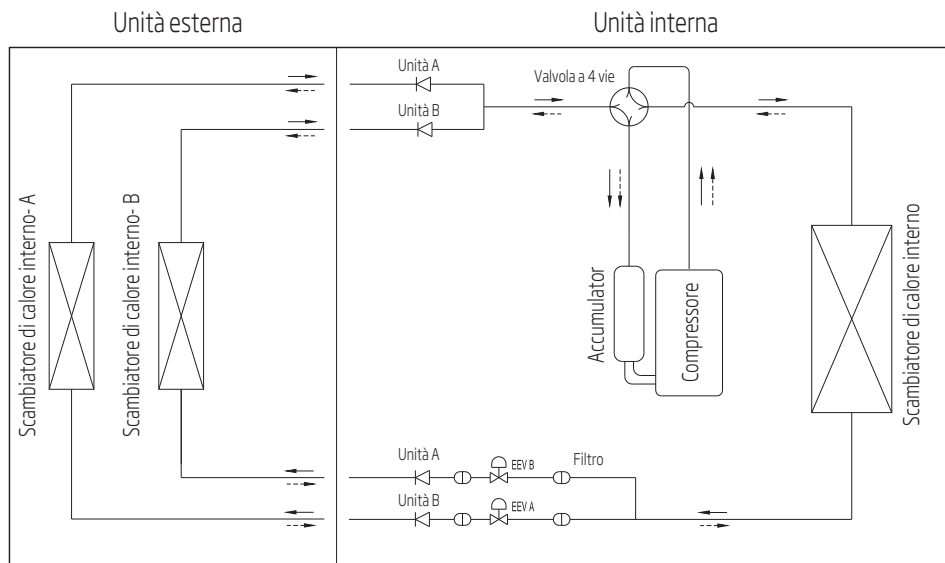 Unità esterna
Unità interna
Unità A
Unità B
Valvola a 4 vie
Scambiatore di calore interno- A
Scambiatore di calore interno- B
Accumulator
Compressore
Scambiatore di calore interno
Unità A
EEV B
Filtro
Unità B
EEV A